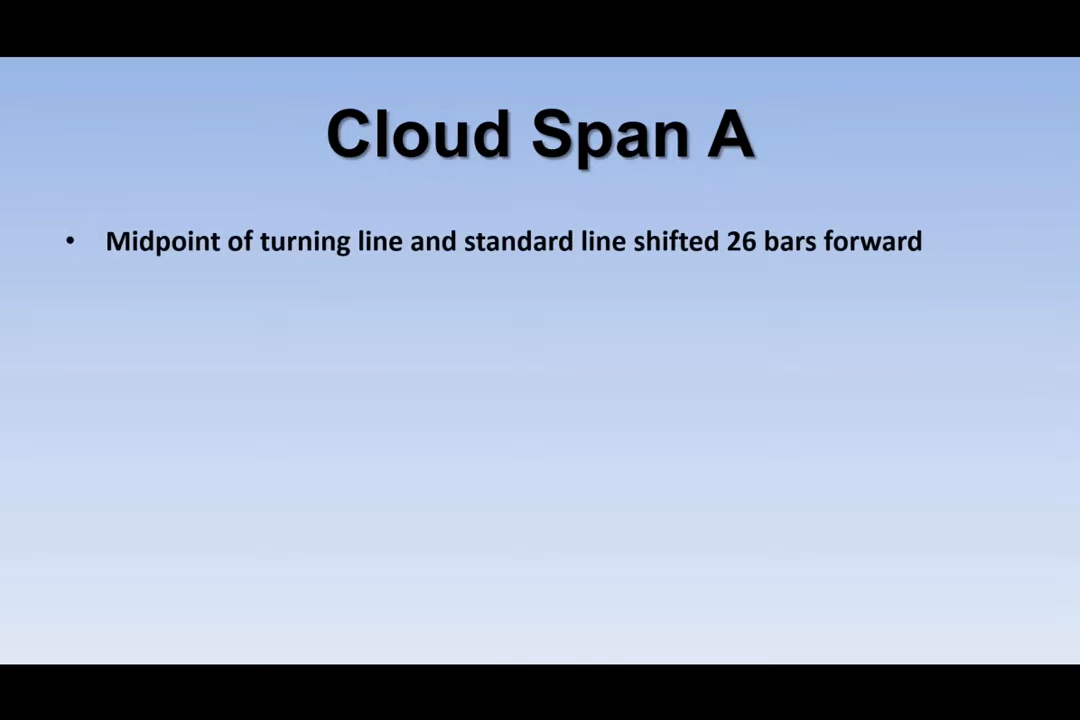 Cloud Span A
• Midpoint of turning line and standard line shifted 26 bars forward